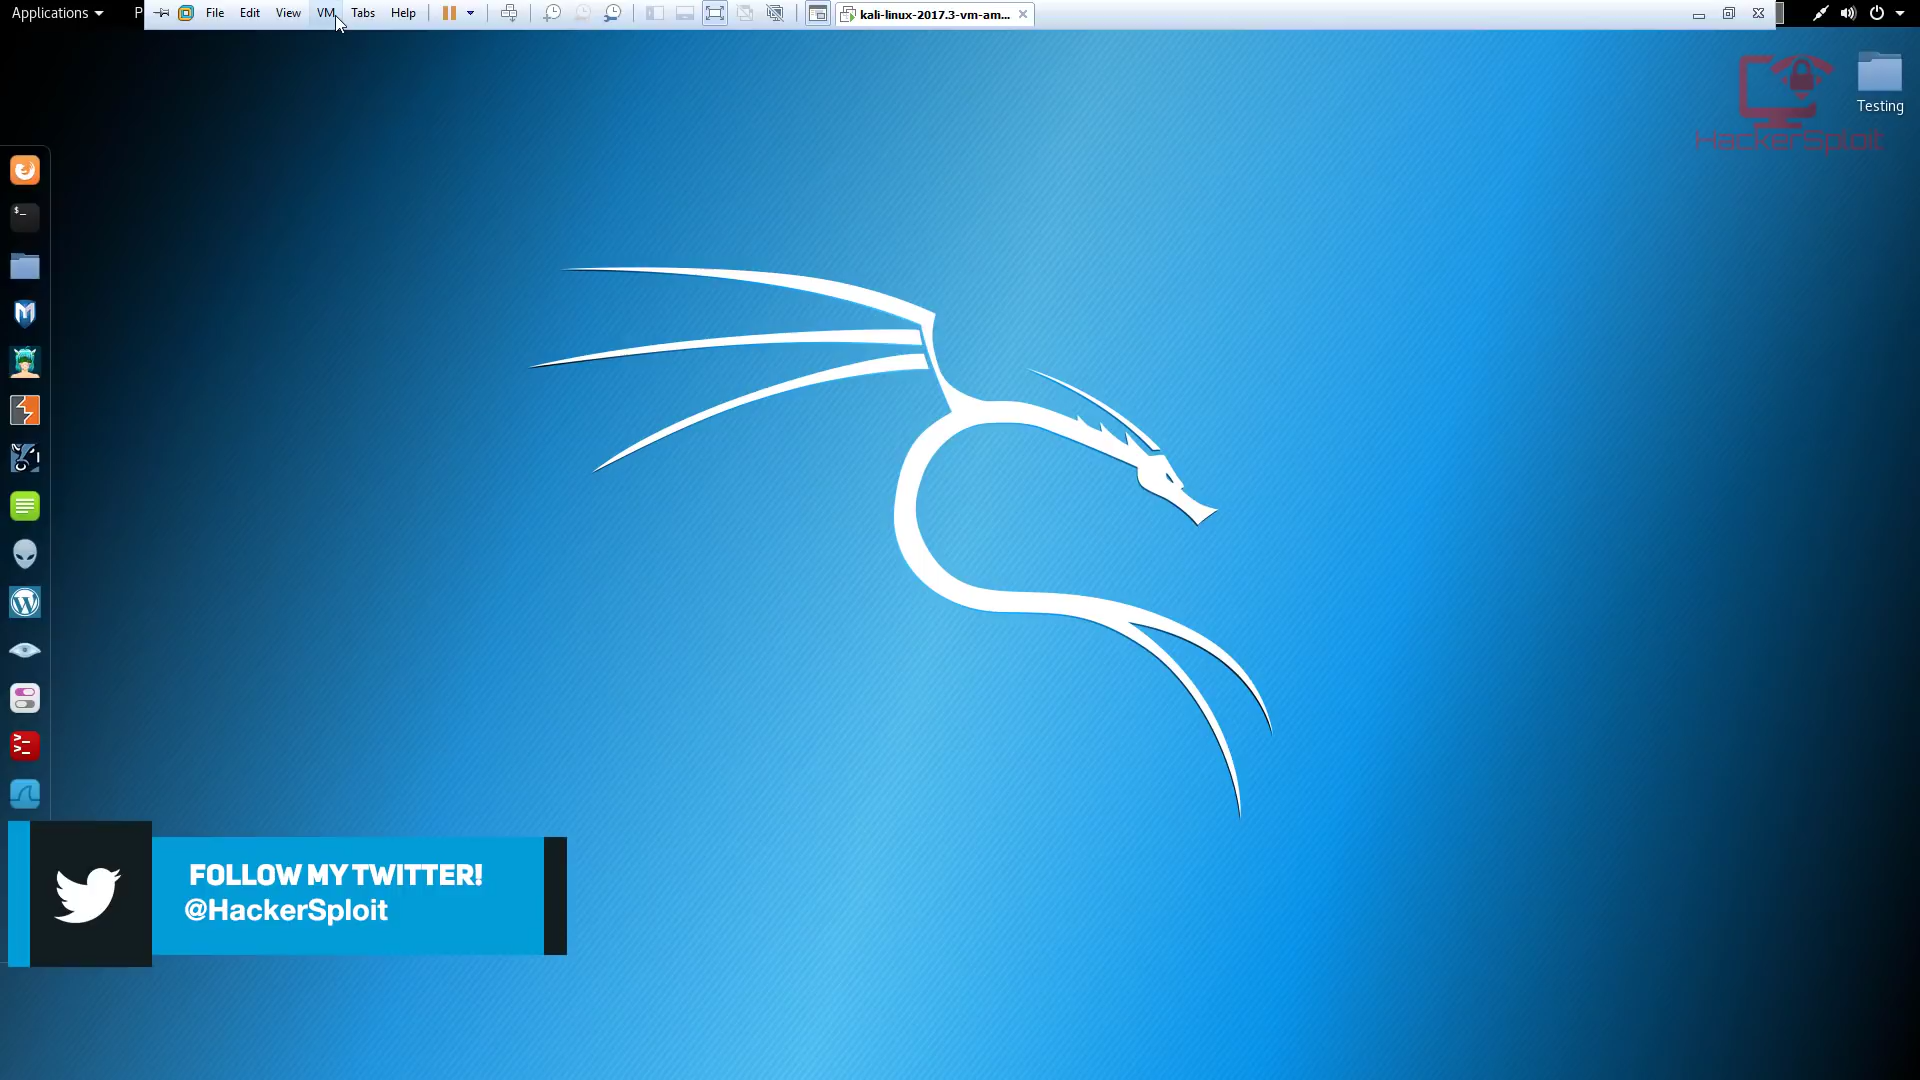 Applications
P
File Edit View VM Tabs Help
kali-linux-2017.3-vm-am...
HackerSploit
Testing
$_
FOLLOW MY TWITTER!
@HackerSploit